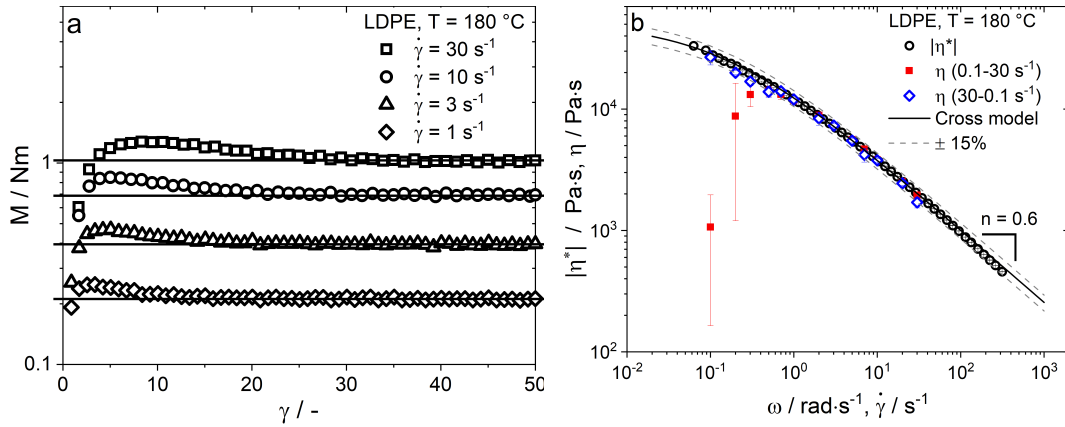 a
LDPE, T = 180 °C
γ̇ = 30 s⁻¹
γ̇ = 10 s⁻¹
γ̇ = 3 s⁻¹
γ̇ = 1 s⁻¹
M / Nm
1
0.1
0 10 20 30 40 50
γ / -
b
LDPE, T = 180 °C
|η*|
η (0.1-30 s⁻¹)
η (30-0.1 s⁻¹)
Cross model
± 15%
n = 0.6
|η*| / Pa·s, η / Pa·s
10⁴
10³
10²
10⁻² 10⁻¹ 10⁰ 10¹ 10² 10³
ω / rad·s⁻¹, γ̇ / s⁻¹